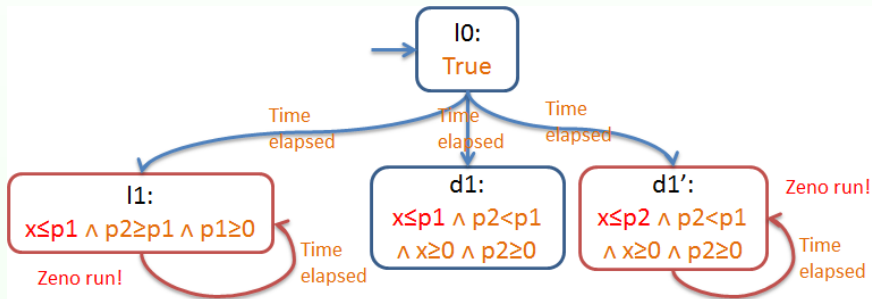 l0:
True
Time elapsed
Time elapsed
Time elapsed
l1:
x≤p1 ∧ p2≥p1 ∧ p1≥0
Zeno run!
Time elapsed
d1:
x≤p1 ∧ p2<p1
∧ x≥0 ∧ p2≥0
d1’:
x≤p2 ∧ p2<p1
∧ x≥0 ∧ p2≥0
Zeno run!
Time elapsed